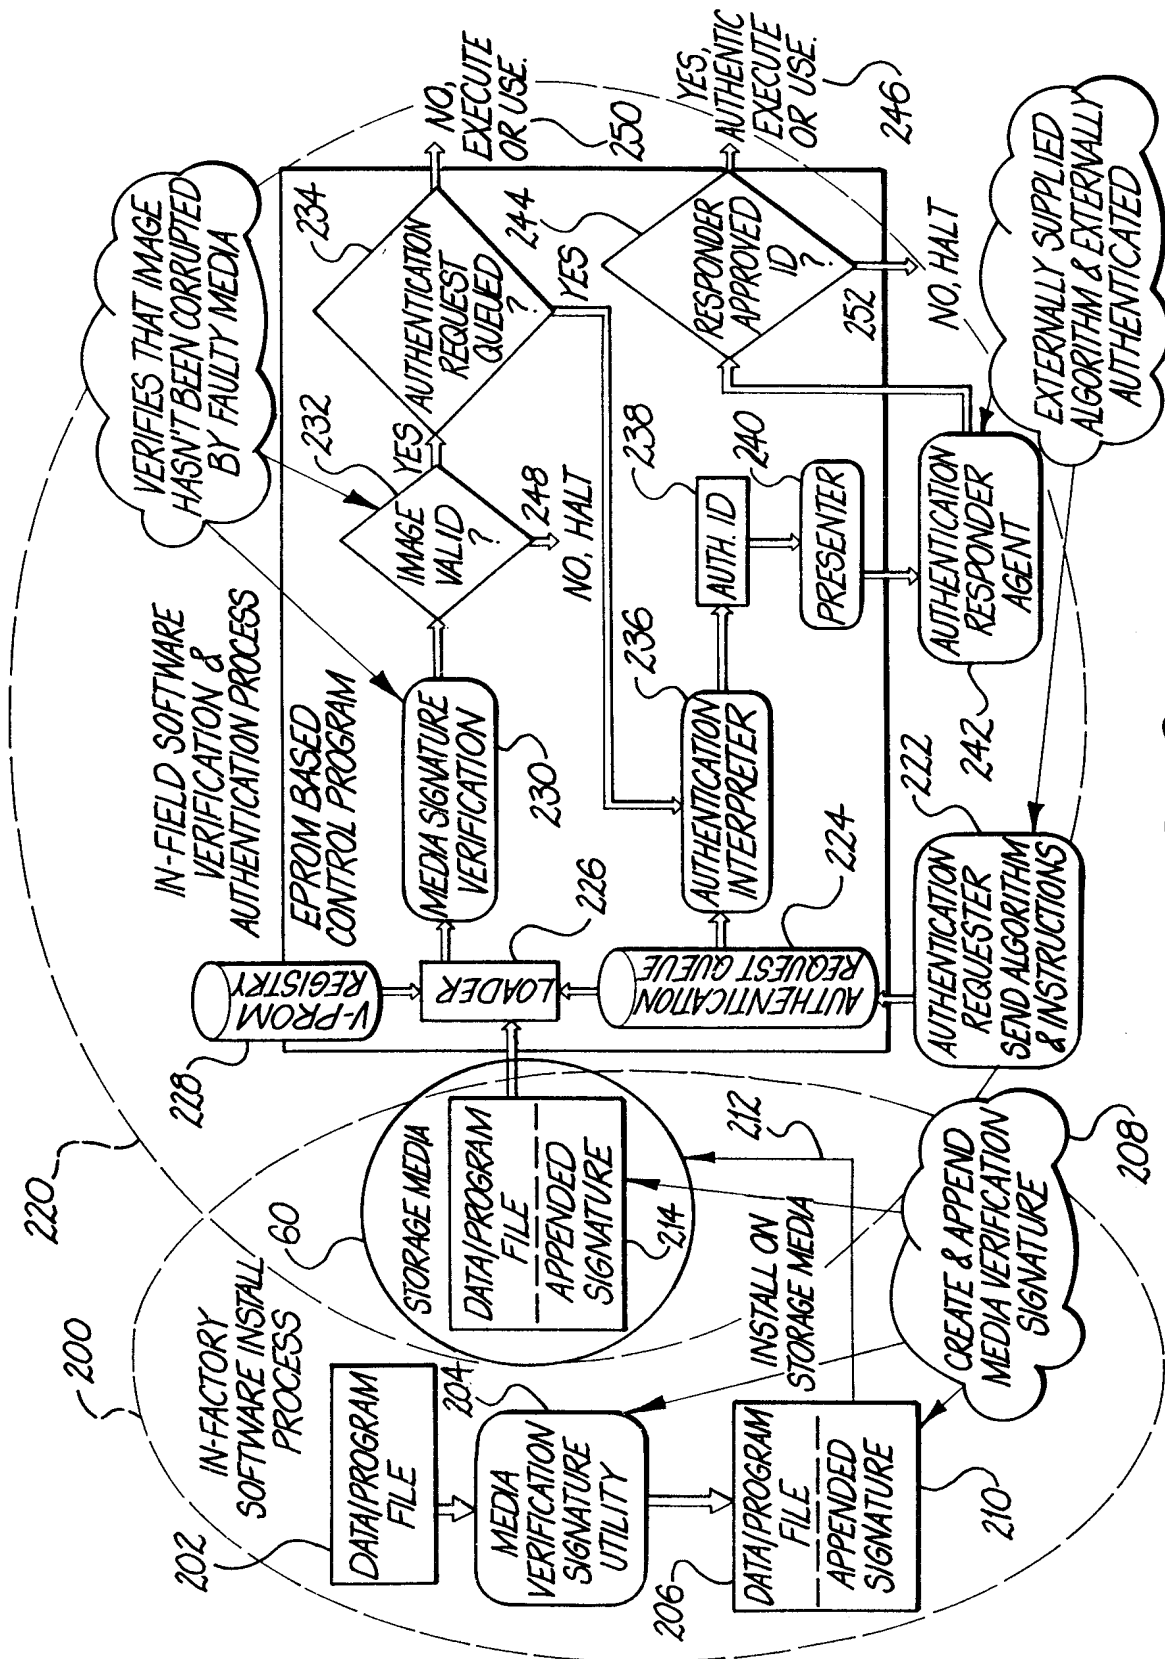 200
IN-FACTORY
SOFTWARE INSTALL
PROCESS
202
DATA/PROGRAM
FILE
204
MEDIA
VERIFICATION
SIGNATURE
UTILITY
206
DATA/PROGRAM
FILE
APPENDED
SIGNATURE
210
INSTALL ON
STORAGE MEDIA
212
CREATE & APPEND
MEDIA VERIFICATION
SIGNATURE
208
60
STORAGE MEDIA
DATA/PROGRAM
FILE
APPENDED
SIGNATURE
214
220
IN-FIELD SOFTWARE
VERIFICATION &
AUTHENTICATION PROCESS
228
V-PROM
REGISTRY
EPROM BASED
CONTROL PROGRAM
LOADER
226
AUTHENTICATION
REQUEST QUEUE
224
AUTHENTICATION
REQUESTER
SEND ALGORITHM
& INSTRUCTIONS
222
MEDIA SIGNATURE
VERIFICATION
230
AUTHENTICATION
INTERPRETER
236
VERIFIES THAT IMAGE
HASN'T BEEN CORRUPTED
BY FAULTY MEDIA
IMAGE
VALID
?
232
YES
248
NO, HALT
AUTH. ID
238
PRESENTER
240
AUTHENTICATION
RESPONDER
AGENT
242
AUTHENTICATION
REQUEST
QUEUED
?
234
YES
NO,
EXECUTE
OR USE.
250
RESPONDER
APPROVED
ID
?
244
YES,
AUTHENTIC
EXECUTE
OR USE.
246
252
NO, HALT
EXTERNALLY SUPPLIED
ALGORITHM & EXTERNALLY
AUTHENTICATED